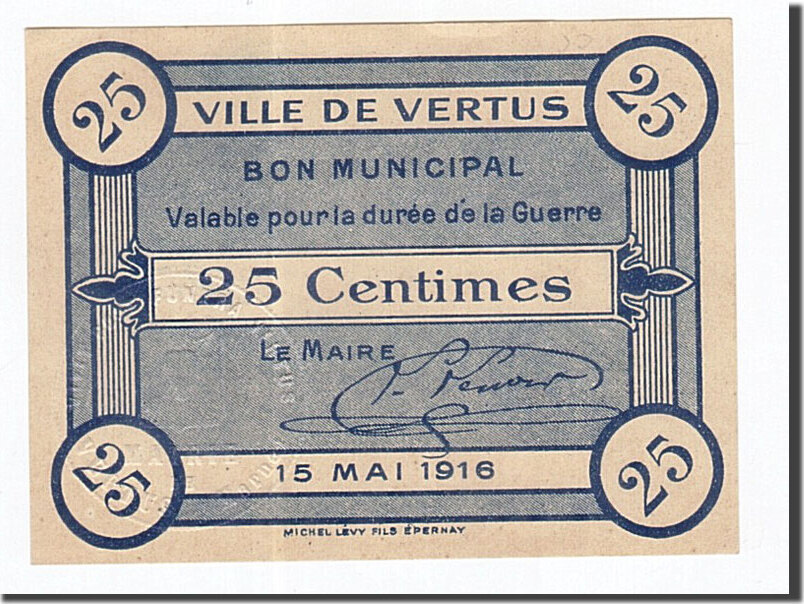 25 25
VILLE DE VERTUS
BON MUNICIPAL
Valable pour la durée de la Guerre
25 Centimes
LE MAIRE
25 25
15 MAI 1916
MICHEL LÉVY FILS ÉPERNAY